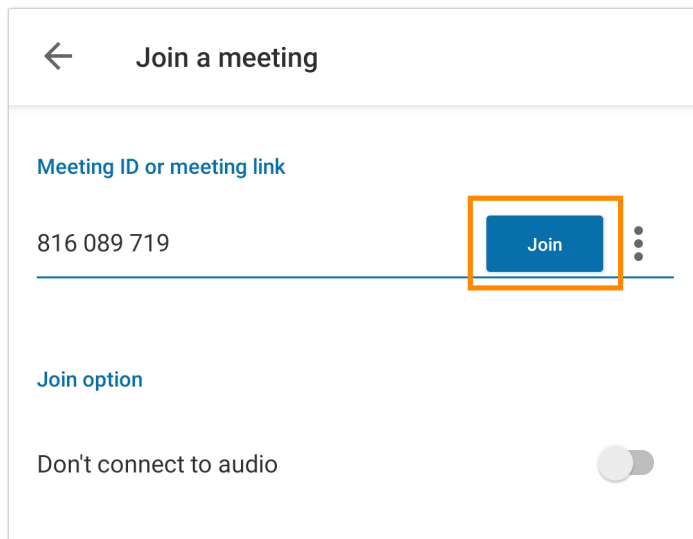 Join a meeting
Meeting ID or meeting link
816 089 719
Join
Join option
Don't connect to audio